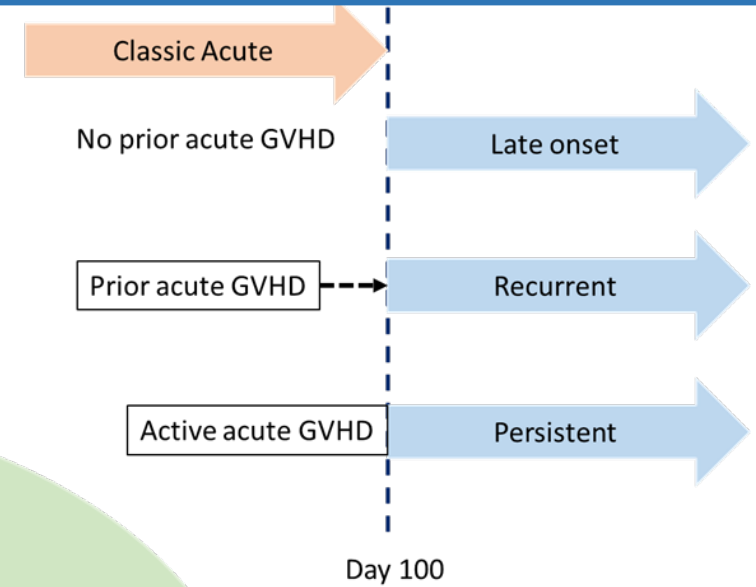 Classic Acute
No prior acute GVHD
Late onset
Prior acute GVHD
Recurrent
Active acute GVHD
Persistent
Day 100